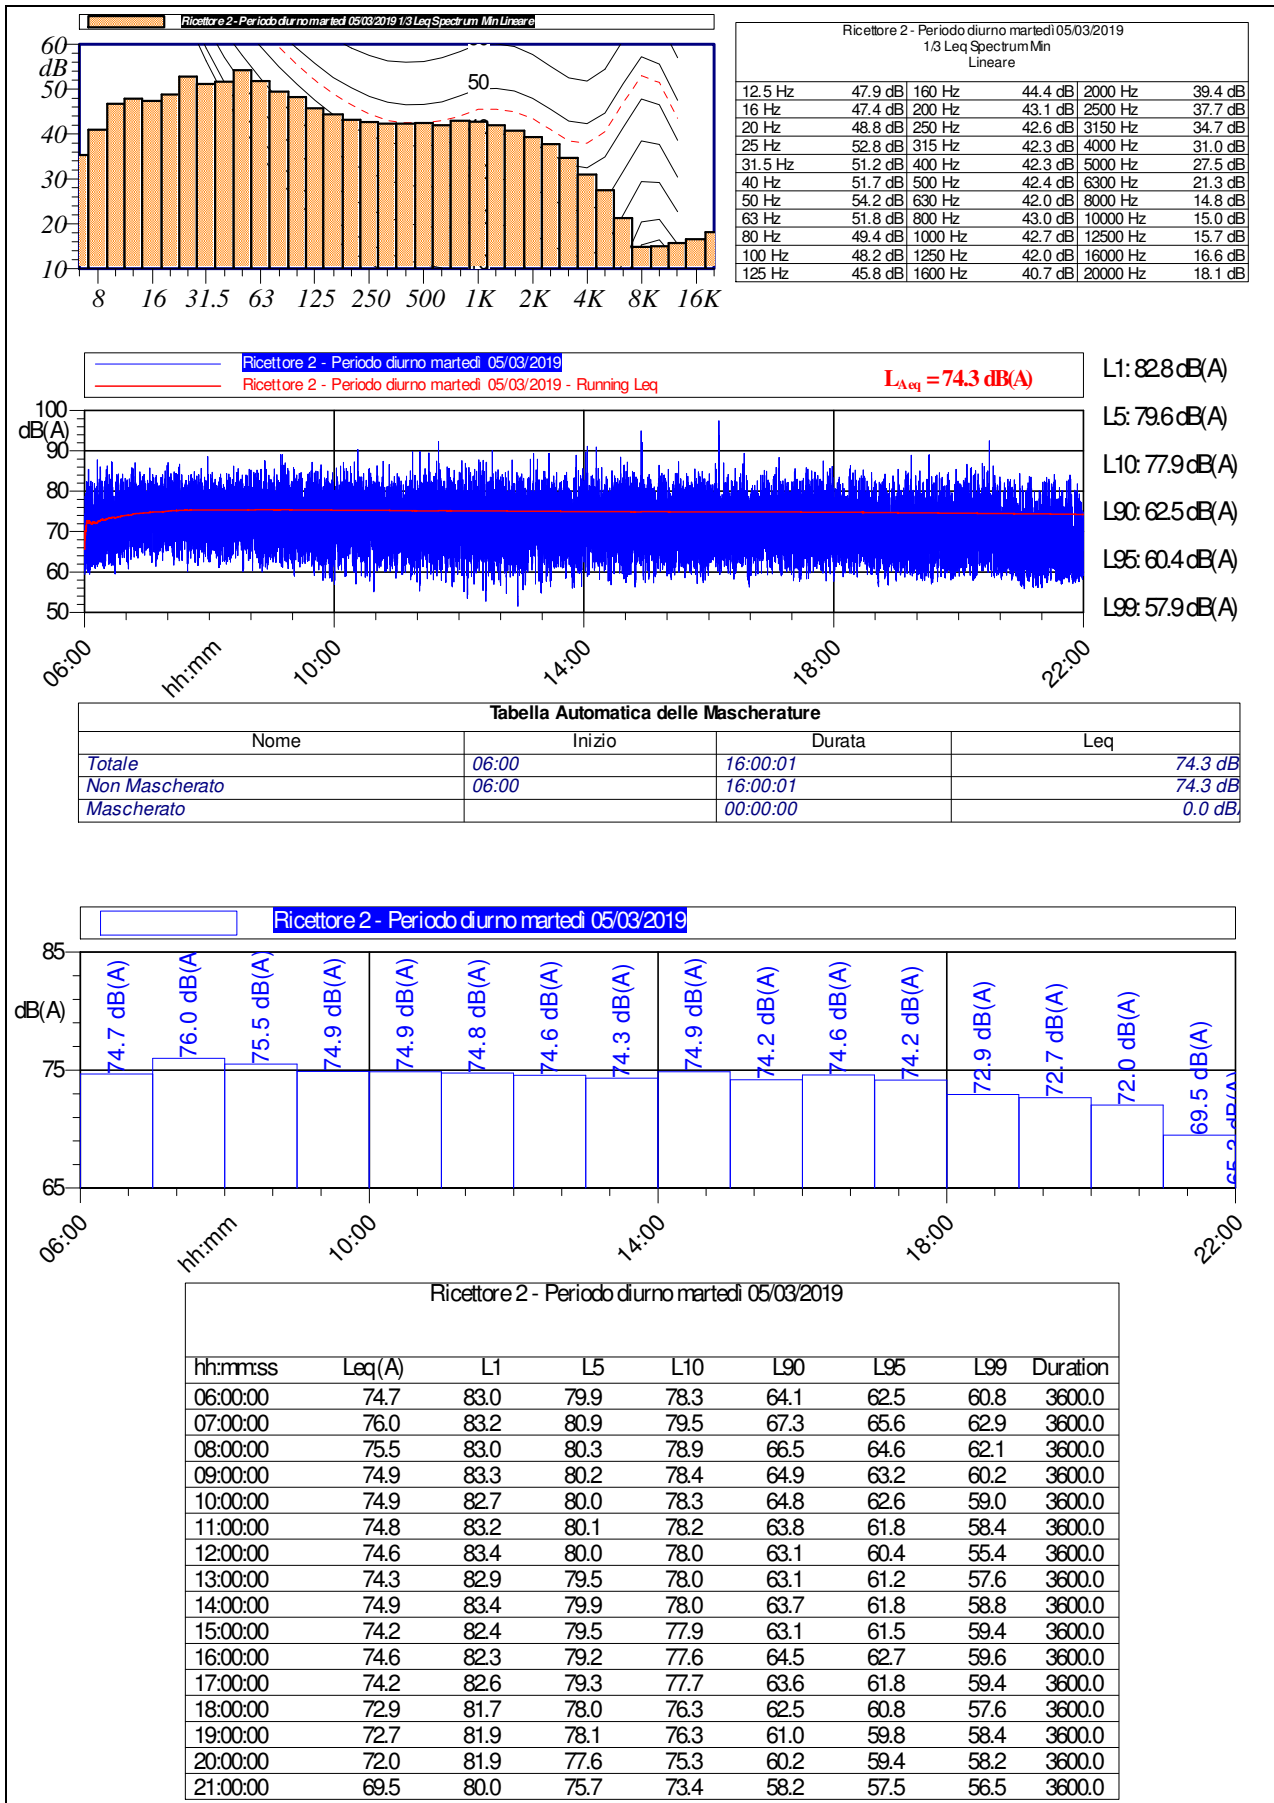 Ricettore 2 - Periodo diurno martedì 05/03/2019 1/3 Leq Spectrum Min Lineare
60
dB
50
40
30
20
10
50
8 16 31.5 63 125 250 500 1K 2K 4K 8K 16K
Ricettore 2 - Periodo diurno martedì 05/03/2019
1/3 Leq Spectrum Min
Lineare
12.5 Hz 47.9 dB 160 Hz 44.4 dB 2000 Hz 39.4 dB
16 Hz 47.4 dB 200 Hz 43.1 dB 2500 Hz 37.7 dB
20 Hz 48.8 dB 250 Hz 42.6 dB 3150 Hz 34.7 dB
25 Hz 52.8 dB 315 Hz 42.3 dB 4000 Hz 31.0 dB
31.5 Hz 51.2 dB 400 Hz 42.3 dB 5000 Hz 27.5 dB
40 Hz 51.7 dB 500 Hz 42.4 dB 6300 Hz 21.3 dB
50 Hz 54.2 dB 630 Hz 42.0 dB 8000 Hz 14.8 dB
63 Hz 51.8 dB 800 Hz 43.0 dB 10000 Hz 15.0 dB
80 Hz 49.4 dB 1000 Hz 42.7 dB 12500 Hz 15.7 dB
100 Hz 48.2 dB 1250 Hz 42.0 dB 16000 Hz 16.6 dB
125 Hz 45.8 dB 1600 Hz 40.7 dB 20000 Hz 18.1 dB
Ricettore 2 - Periodo diurno martedì 05/03/2019
Ricettore 2 - Periodo diurno martedì 05/03/2019 - Running Leq
LAeq = 74.3 dB(A)
100
dB(A)
90
80
70
60
50
06:00 hh:mm 10:00 14:00 18:00 22:00
L1: 82.8 dB(A)
L5: 79.6 dB(A)
L10: 77.9 dB(A)
L90: 62.5 dB(A)
L95: 60.4 dB(A)
L99: 57.9 dB(A)
Tabella Automatica delle Mascherature
Nome Inizio Durata Leq
Totale 06:00 16:00:01 74.3 dB
Non Mascherato 06:00 16:00:01 74.3 dB
Mascherato 00:00:00 0.0 dB
Ricettore 2 - Periodo diurno martedì 05/03/2019
85
dB(A)
75
65
74.7 dB(A) 76.0 dB(A 75.5 dB(A) 74.9 dB(A) 74.9 dB(A) 74.8 dB(A) 74.6 dB(A) 74.3 dB(A) 74.9 dB(A) 74.2 dB(A) 74.6 dB(A) 74.2 dB(A) 72.9 dB(A) 72.7 dB(A) 72.0 dB(A) 69.5 dB(A)
06:00 hh:mm 10:00 14:00 18:00 22:00
Ricettore 2 - Periodo diurno martedì 05/03/2019
hh:mm:ss Leq(A) L1 L5 L10 L90 L95 L99 Duration
06:00:00 74.7 83.0 79.9 78.3 64.1 62.5 60.8 3600.0
07:00:00 76.0 83.2 80.9 79.5 67.3 65.6 62.9 3600.0
08:00:00 75.5 83.0 80.3 78.9 66.5 64.6 62.1 3600.0
09:00:00 74.9 83.3 80.2 78.4 64.9 63.2 60.2 3600.0
10:00:00 74.9 82.7 80.0 78.3 64.8 62.6 59.0 3600.0
11:00:00 74.8 83.2 80.1 78.2 63.8 61.8 58.4 3600.0
12:00:00 74.6 83.4 80.0 78.0 63.1 60.4 55.4 3600.0
13:00:00 74.3 82.9 79.5 78.0 63.1 61.2 57.6 3600.0
14:00:00 74.9 83.4 79.9 78.0 63.7 61.8 58.8 3600.0
15:00:00 74.2 82.4 79.5 77.9 63.1 61.5 59.4 3600.0
16:00:00 74.6 82.3 79.2 77.6 64.5 62.7 59.6 3600.0
17:00:00 74.2 82.6 79.3 77.7 63.6 61.8 59.4 3600.0
18:00:00 72.9 81.7 78.0 76.3 62.5 60.8 57.6 3600.0
19:00:00 72.7 81.9 78.1 76.3 61.0 59.8 58.4 3600.0
20:00:00 72.0 81.9 77.6 75.3 60.2 59.4 58.2 3600.0
21:00:00 69.5 80.0 75.7 73.4 58.2 57.5 56.5 3600.0